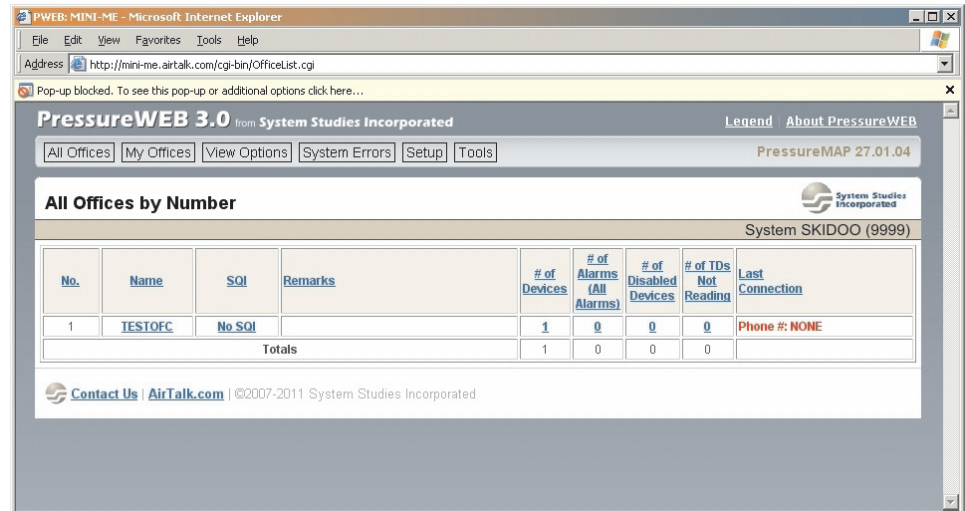 PWEB: MINI-ME - Microsoft Internet Explorer
File Edit View Favorites Tools Help
Address http://mini-me.airtalk.com/cgi-bin/OfficeList.cgi
Pop-up blocked. To see this pop-up or additional options click here...
PressureWEB 3.0 from System Studies Incorporated Legend | About PressureWEB
All Offices My Offices View Options System Errors Setup Tools PressureMAP 27.01.04
All Offices by Number
System Studies
Incorporated
System SKIDOO (9999)
No. Name SQI Remarks # of Devices # of Alarms (All Alarms) # of Disabled Devices # of TDs Not Reading Last Connection
1 TESTOFC No SQI 1 0 0 0 Phone #: NONE
Totals 1 0 0 0
Contact Us | AirTalk.com | ©2007-2011 System Studies Incorporated